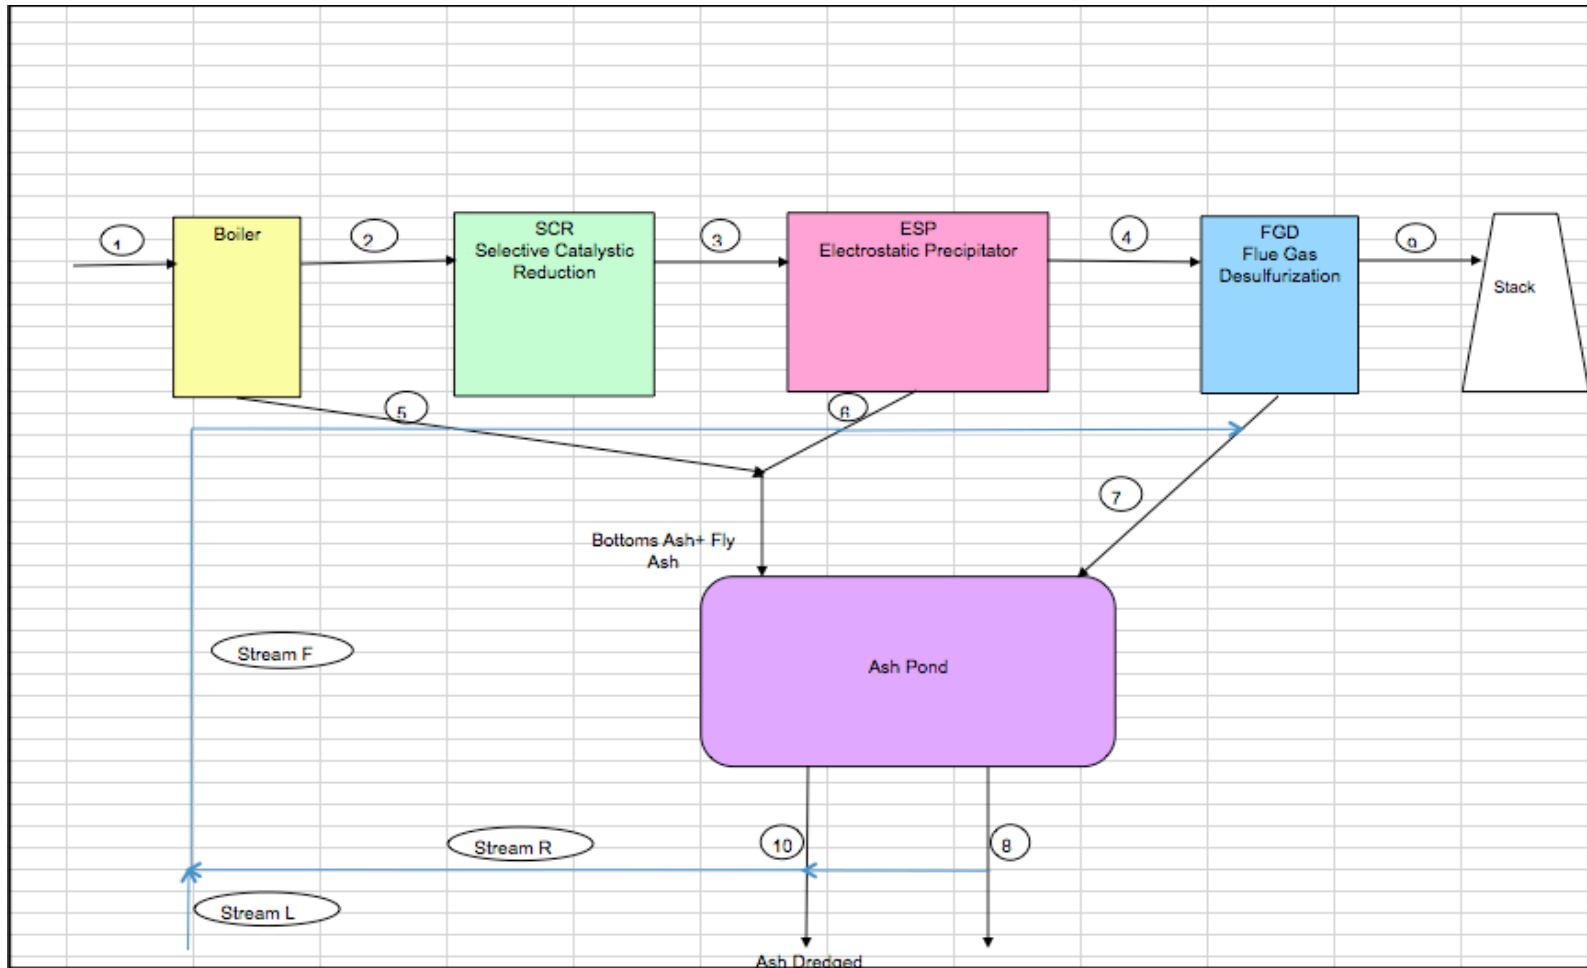 1
Boiler
2
SCR
Selective Catalystic
Reduction
3
ESP
Electrostatic Precipitator
4
FGD
Flue Gas
Desulfurization
9
Stack
5
6
7
Bottoms Ash+ Fly
Ash
Stream F
Ash Pond
Stream R
10
8
Stream L
Ash Dredged